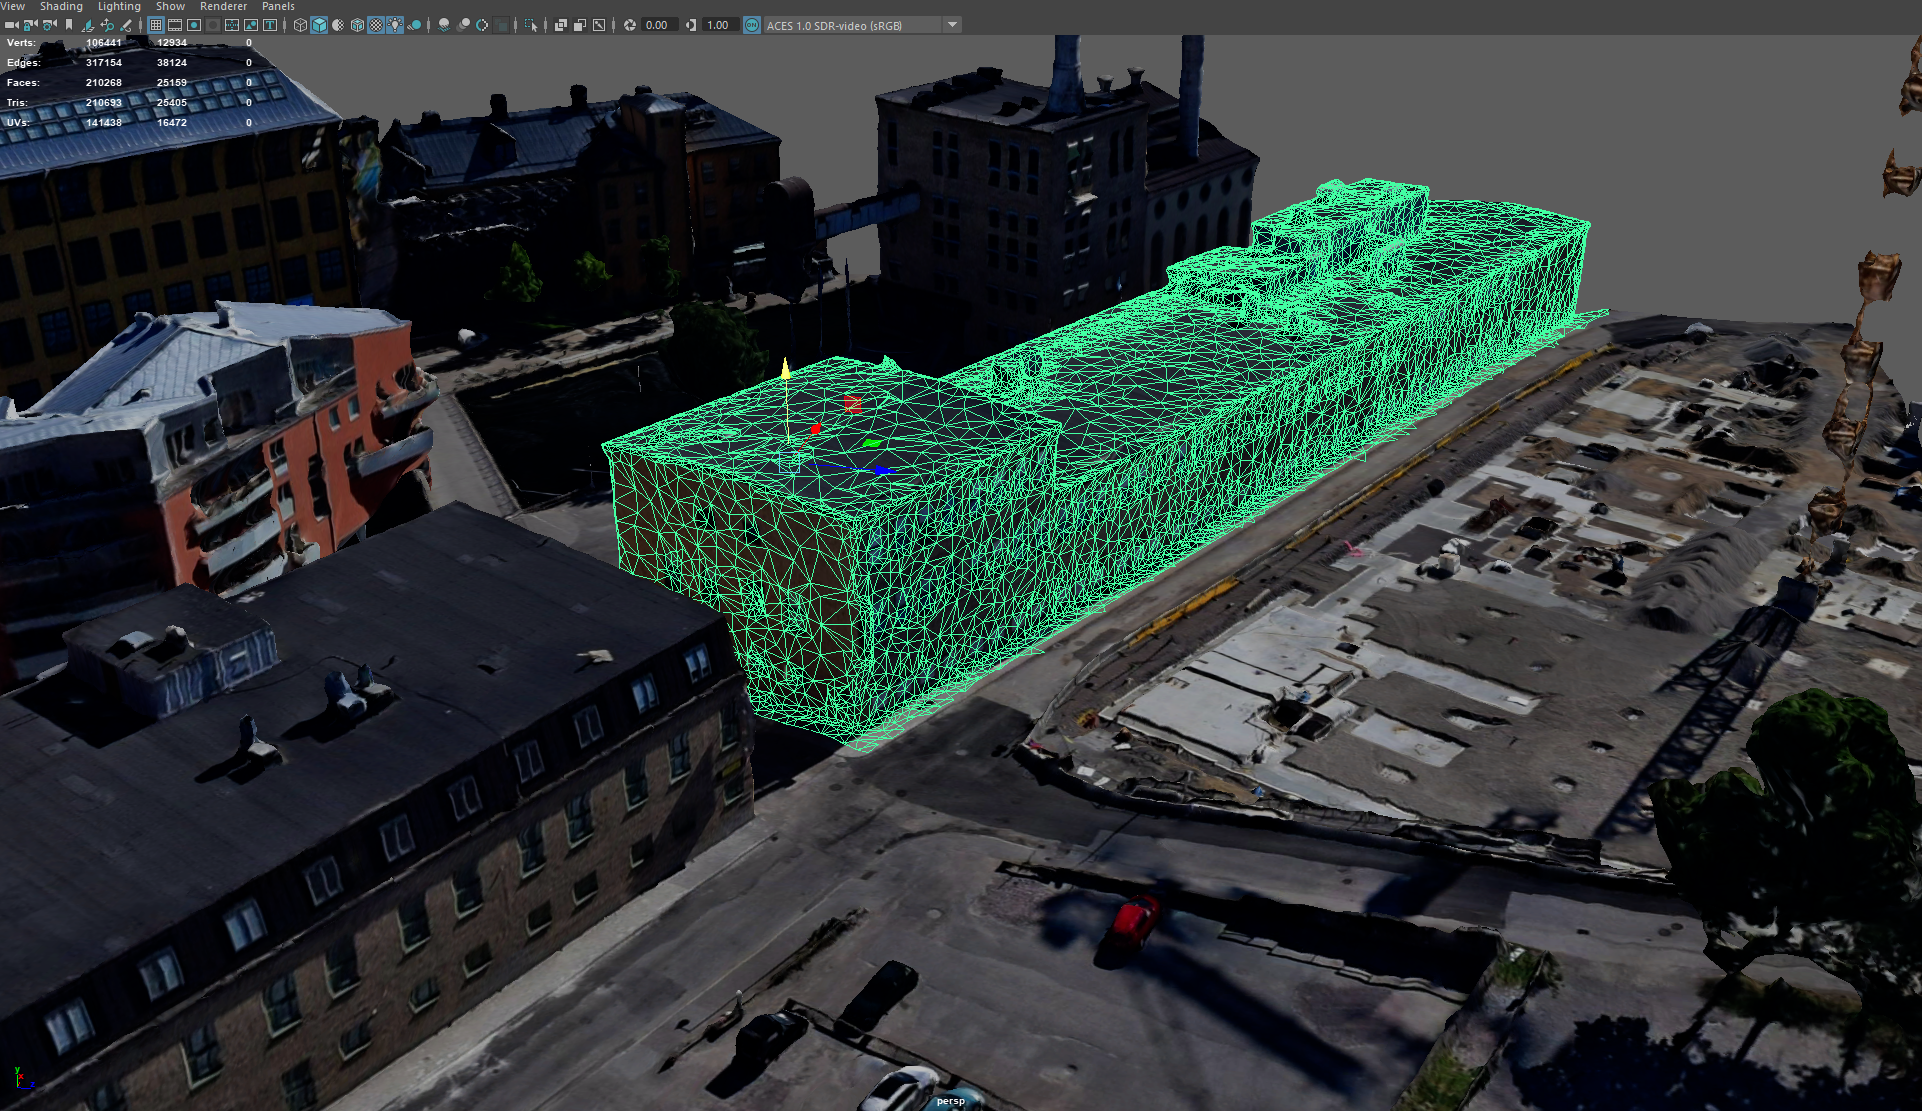 View Shading Lighting Show Renderer Panels
0.00 1.00 ON ACES 1.0 SDR-video (sRGB)
Verts: 106441 12934 0
Edges: 317154 38124 0
Faces: 210268 25159 0
Tris: 210693 25405 0
UVs: 141438 16472 0
y
x
z
persp